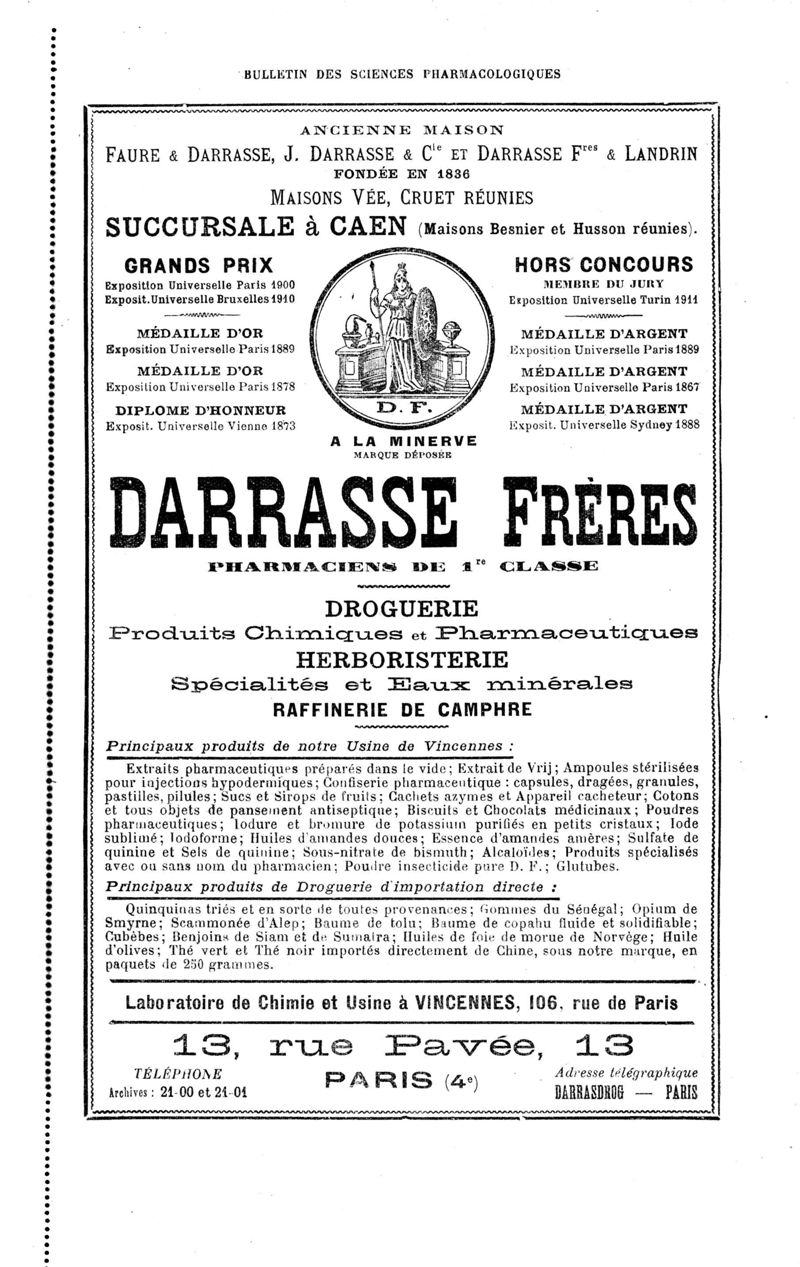 BULLETIN DES SCIENCES PHARMACOLOGIQUES
ANCIENNE MAISON
FAURE & DARRASSE, J. DARRASSE & Cie ET DARRASSE Fres & LANDRIN
FONDÉE EN 1836
MAISONS VÉE, CRUET RÉUNIES
SUCCURSALE à CAEN (Maisons Besnier et Husson réunies).
GRANDS PRIX
Exposition Universelle Paris 1900
Exposit. Universelle Bruxelles 1910
MÉDAILLE D'OR
Exposition Universelle Paris 1889
MÉDAILLE D'OR
Exposition Universelle Paris 1878
DIPLOME D'HONNEUR
Exposit. Universelle Vienne 1873
D. F.
A LA MINERVE
MARQUE DÉPOSÉE
HORS CONCOURS
MEMBRE DU JURY
Exposition Universelle Turin 1911
MÉDAILLE D'ARGENT
Exposition Universelle Paris 1889
MÉDAILLE D'ARGENT
Exposition Universelle Paris 1867
MÉDAILLE D'ARGENT
Exposit. Universelle Sydney 1888
DARRASSE FRÈRES
PHARMACIENS DE 1re CLASSE
DROGUERIE
Produits Chimiques et Pharmaceutiques
HERBORISTERIE
Spécialités et Eaux minérales
RAFFINERIE DE CAMPHRE
Principaux produits de notre Usine de Vincennes :
Extraits pharmaceutiques préparés dans le vide; Extrait de Vrij; Ampoules stérilisées
pour injections hypodermiques; Confiserie pharmaceutique : capsules, dragées, granules,
pastilles, pilules; Sucs et Sirops de fruits; Cachets azymes et Appareil cacheteur; Cotons
et tous objets de pansement antiseptique; Biscuits et Chocolats médicinaux; Poudres
pharmaceutiques; Iodure et bromure de potassium purifiés en petits cristaux; Iode
sublimé; Iodoforme; Huiles d'amandes douces; Essence d'amandes amères; Sulfate de
quinine et Sels de quinine; Sous-nitrate de bismuth; Alcaloïdes; Produits spécialisés
avec ou sans nom du pharmacien; Poudre insecticide pure D. F.; Glutubes.
Principaux produits de Droguerie d'importation directe :
Quinquinas triés et en sorte de toutes provenances; Gommes du Sénégal; Opium de
Smyrne; Scammonée d'Alep; Baume de tolu; Baume de copahu fluide et solidifiable;
Cubèbes; Benjoins de Siam et de Sumatra; Huiles de foie de morue de Norvège; Huile
d'olives; Thé vert et Thé noir importés directement de Chine, sous notre marque, en
paquets de 250 grammes.
Laboratoire de Chimie et Usine à VINCENNES, 106, rue de Paris
13, rue Pavée, 13
TÉLÉPHONE
Archives : 21-00 et 21-01
PARIS (4e)
Adresse télégraphique
DARRASDROG — PARIS